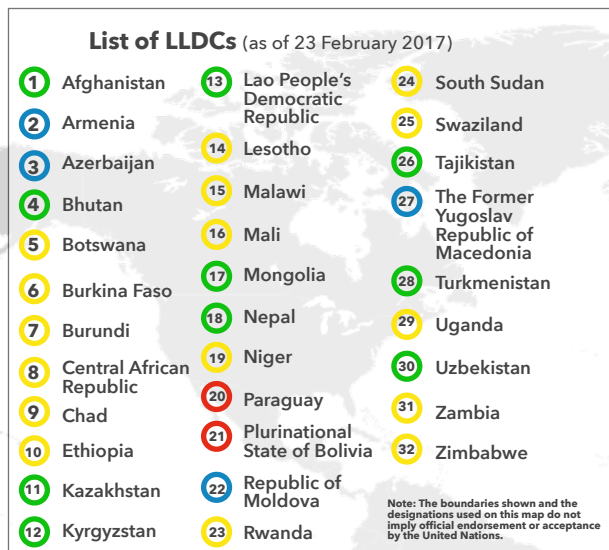 List of LLDCs (as of 23 February 2017)
1 Afghanistan
2 Armenia
3 Azerbaijan
4 Bhutan
5 Botswana
6 Burkina Faso
7 Burundi
8 Central African
Republic
9 Chad
10 Ethiopia
11 Kazakhstan
12 Kyrgyzstan
13 Lao People's
Democratic
Republic
14 Lesotho
15 Malawi
16 Mali
17 Mongolia
18 Nepal
19 Niger
20 Paraguay
21 Plurinational
State of Bolivia
22 Republic of
Moldova
23 Rwanda
24 South Sudan
25 Swaziland
26 Tajikistan
27 The Former
Yugoslav
Republic of
Macedonia
28 Turkmenistan
29 Uganda
30 Uzbekistan
31 Zambia
32 Zimbabwe
Note: The boundaries shown and the
designations used on this map do not
imply official endorsement or acceptance
by the United Nations.